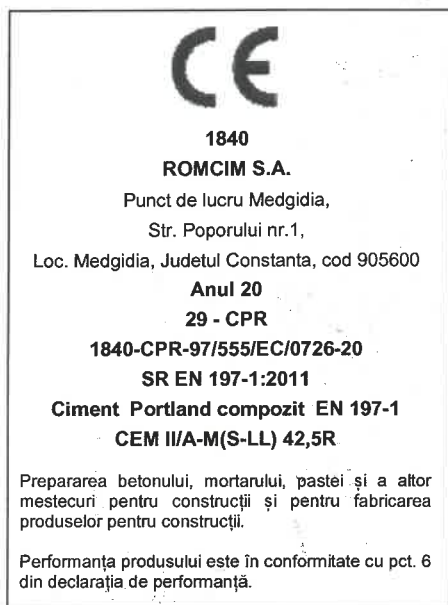 CE
1840
ROMCIM S.A.
Punct de lucru Medgidia,
Str. Poporului nr.1,
Loc. Medgidia, Judetul Constanta, cod 905600
Anul 20
29 - CPR
1840-CPR-97/555/EC/0726-20
SR EN 197-1:2011
Ciment Portland compozit EN 197-1
CEM II/A-M(S-LL) 42,5R
Prepararea betonului, mortarului, pastei și a altor
mestecuri pentru construcții și pentru fabricarea
produselor pentru construcții.
Performanța produsului este în conformitate cu pct. 6
din declarația de performanță.